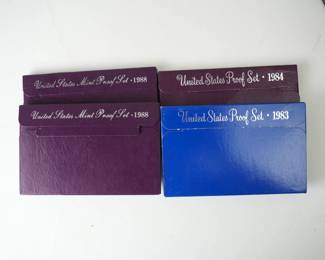 United States Mint Proof Set · 1988
United States Proof Set · 1984
United States Mint Proof Set · 1988
United States Proof Set · 1983